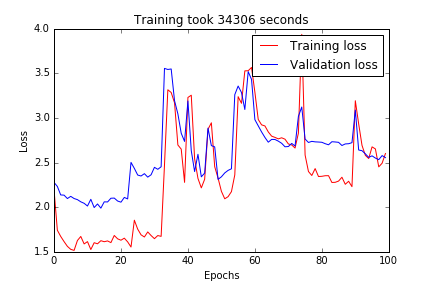 Training took 34306 seconds
4.0
3.5
3.0
2.5
2.0
1.5
Loss
Training loss
Validation loss
0 20 40 60 80 100
Epochs